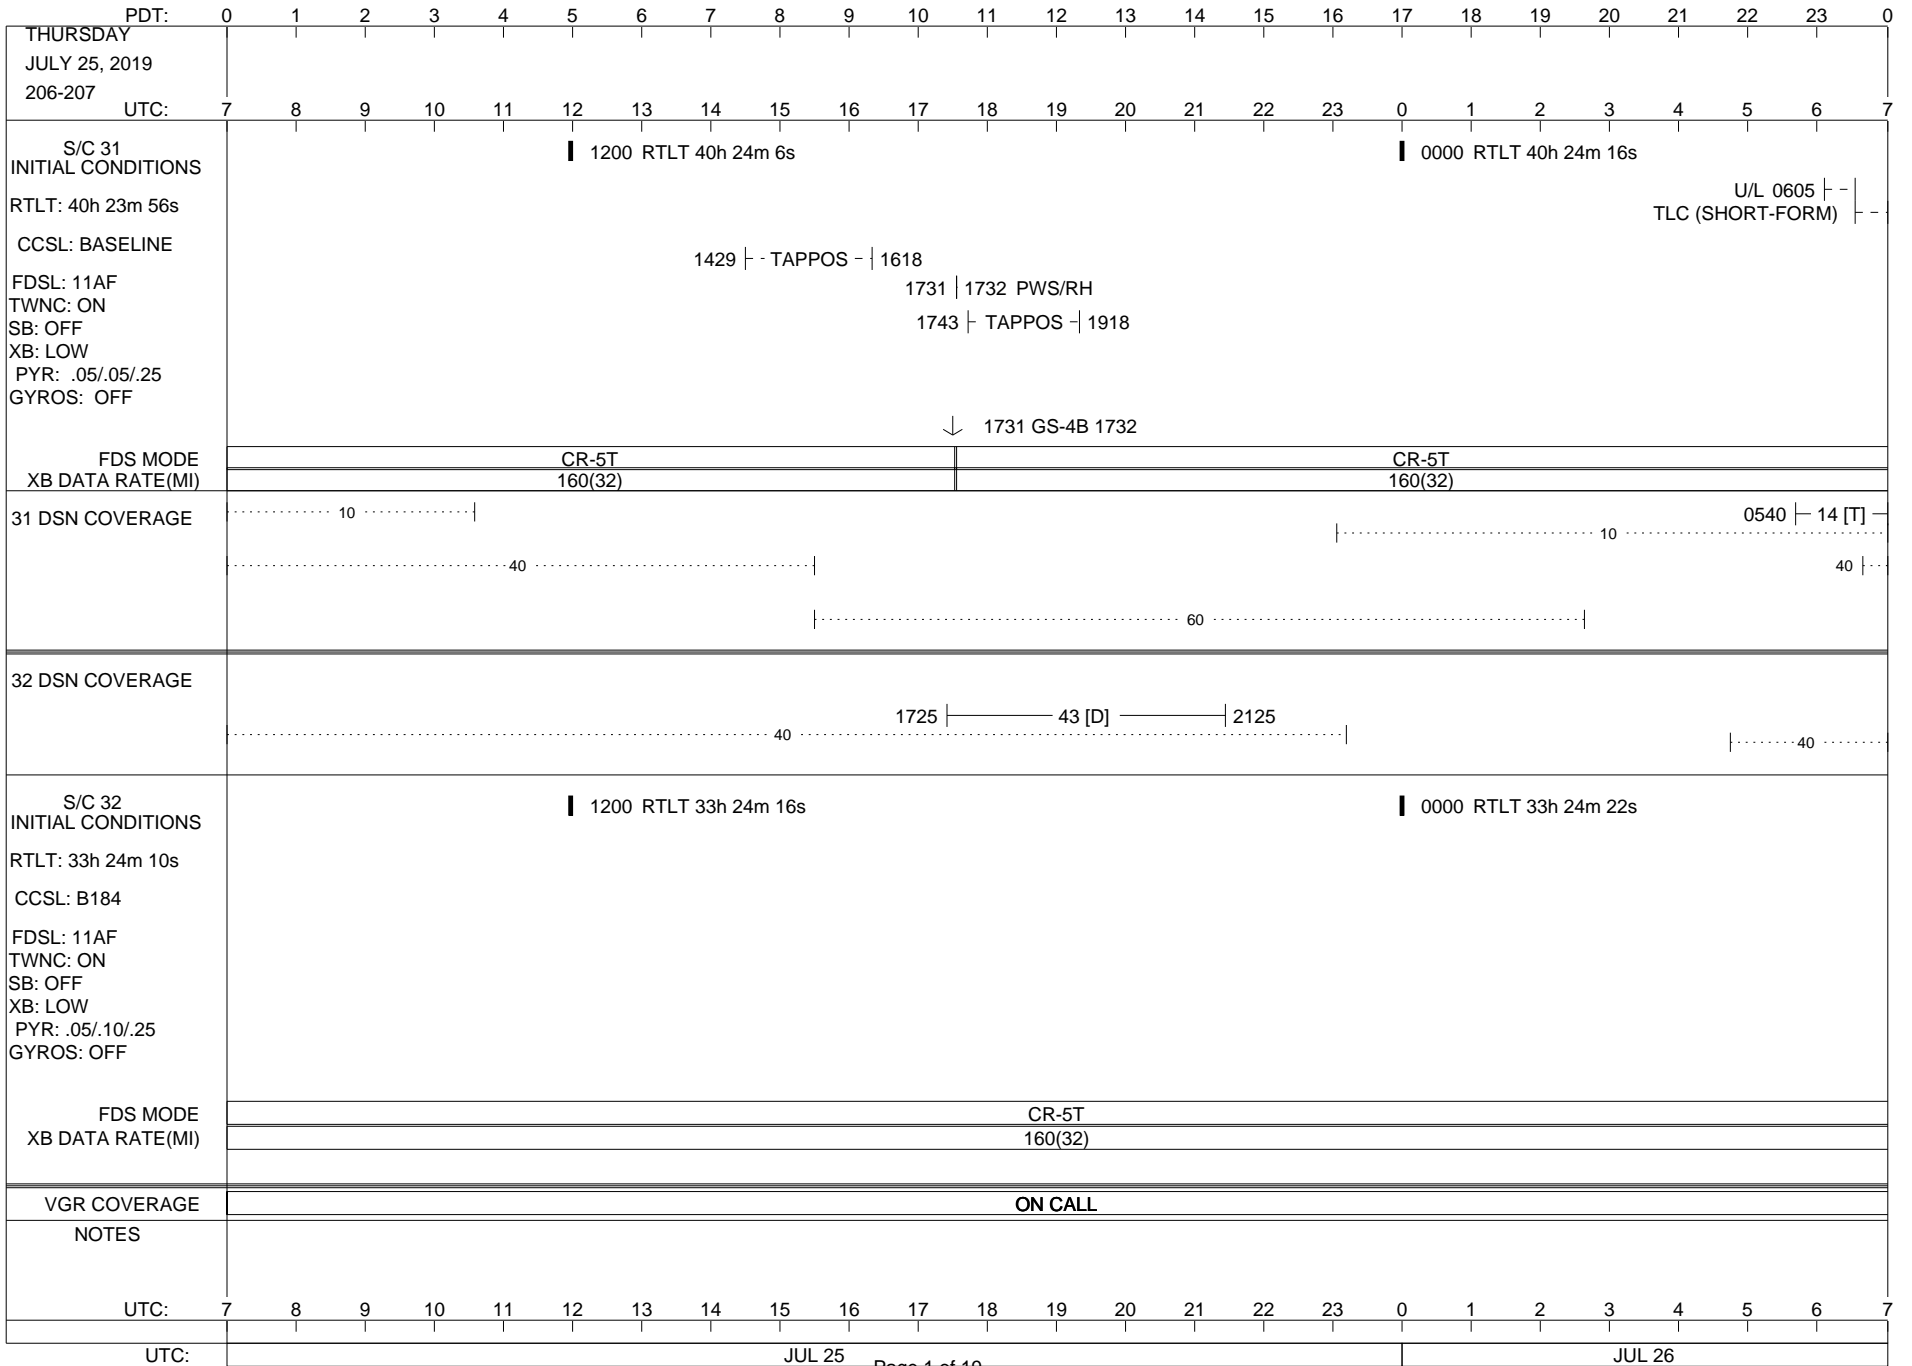 PDT: 0 1 2 3 4 5 6 7 8 9 10 11 12 13 14 15 16 17 18 19 20 21 22 23 0
THURSDAY
JULY 25, 2019
206-207
UTC: 7 8 9 10 11 12 13 14 15 16 17 18 19 20 21 22 23 0 1 2 3 4 5 6 7
S/C 31
INITIAL CONDITIONS
1200 RTLT 40h 24m 6s
0000 RTLT 40h 24m 16s
U/L 0605
RTLT: 40h 23m 56s
TLC (SHORT-FORM)
CCSL: BASELINE
1429 TAPPOS 1618
FDSL: 11AF
1731 1732 PWS/RH
TWNC: ON
SB: OFF
1743 TAPPOS 1918
XB: LOW
PYR: .05/.05/.25
GYROS: OFF
1731 GS-4B 1732
FDS MODE CR-5T CR-5T
XB DATA RATE(MI) 160(32) 160(32)
31 DSN COVERAGE
10
0540 14 [T]
10
40
40
60
32 DSN COVERAGE
1725 43 [D] 2125
40
40
S/C 32
INITIAL CONDITIONS
1200 RTLT 33h 24m 16s
0000 RTLT 33h 24m 22s
RTLT: 33h 24m 10s
CCSL: B184
FDSL: 11AF
TWNC: ON
SB: OFF
XB: LOW
PYR: .05/.10/.25
GYROS: OFF
FDS MODE CR-5T
XB DATA RATE(MI) 160(32)
VGR COVERAGE ON CALL
NOTES
UTC: 7 8 9 10 11 12 13 14 15 16 17 18 19 20 21 22 23 0 1 2 3 4 5 6 7
UTC: JUL 25 JUL 26
Page 1 of 19